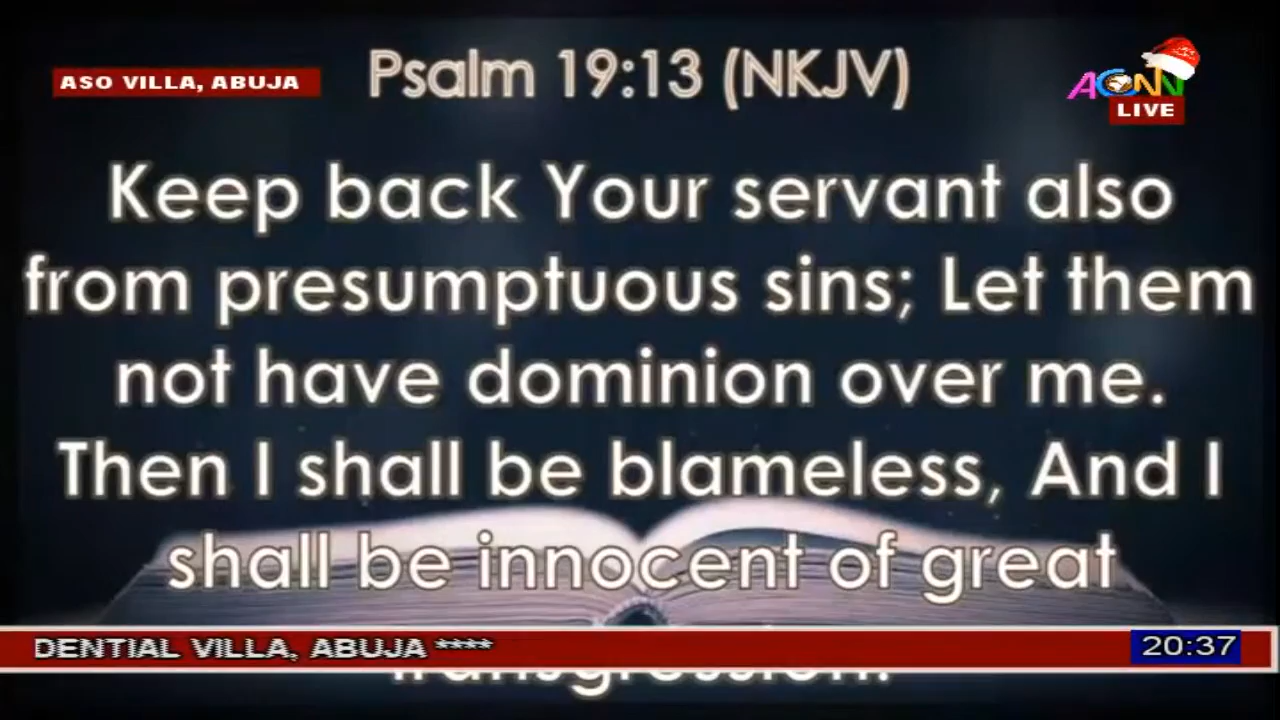 Psalm 19:13 (NKJV)
ASO VILLA, ABUJA
ACNN
LIVE
Keep back Your servant also
from presumptuous sins; Let them
not have dominion over me.
Then I shall be blameless, And I
shall be innocent of great
transgression.
DENTIAL VILLA, ABUJA ****
20:37